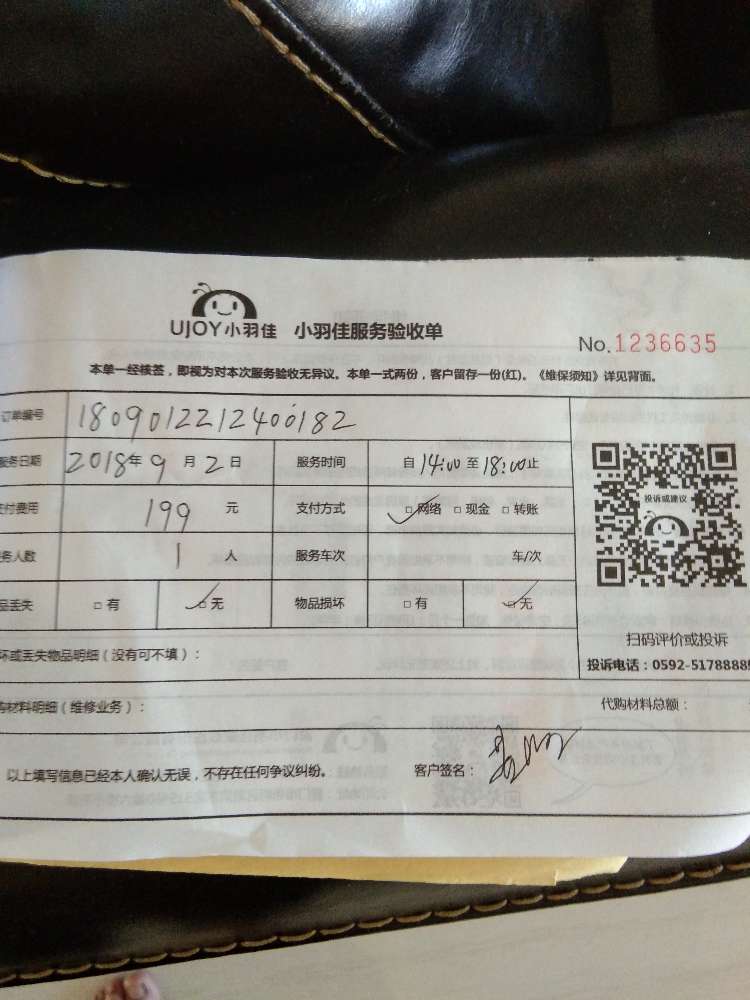 UJOY小羽佳 小羽佳服务验收单
No.1236635
本单一经核签，即视为对本次服务验收无异议。本单一式两份，客户留存一份(红)。《维保须知》详见背面。
订单编号 1809012212400182
服务日期 2018年9月2日 服务时间 自14:00至18:00止
支付费用 199 元 支付方式 网络 现金 转账
务人数 1 人 服务车次 车/次
品丢失 有 无 物品损坏 有 无
投诉或建议
扫码评价或投诉
投诉电话：0592-5178888
坏或丢失物品明细（没有可不填）：
购材料明细（维修业务）： 代购材料总额：
以上填写信息已经本人确认无误，不存在任何争议纠纷。 客户签名：